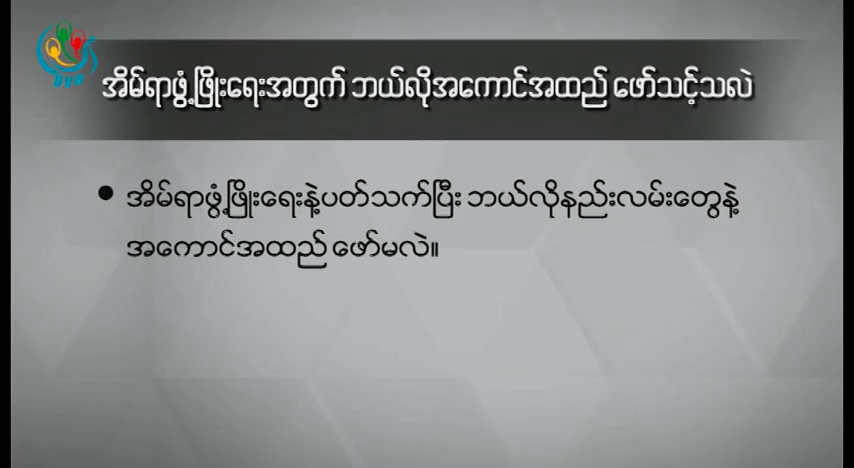 အိမ်ရာဖွံ့ဖြိုးရေးအတွက် ဘယ်လိုအကောင်အထည် ဖော်သင့်သလဲ
• အိမ်ရာဖွံ့ဖြိုးရေးနဲ့ပတ်သက်ပြီး ဘယ်လိုနည်းလမ်းတွေနဲ့
အကောင်အထည် ဖော်မလဲ။